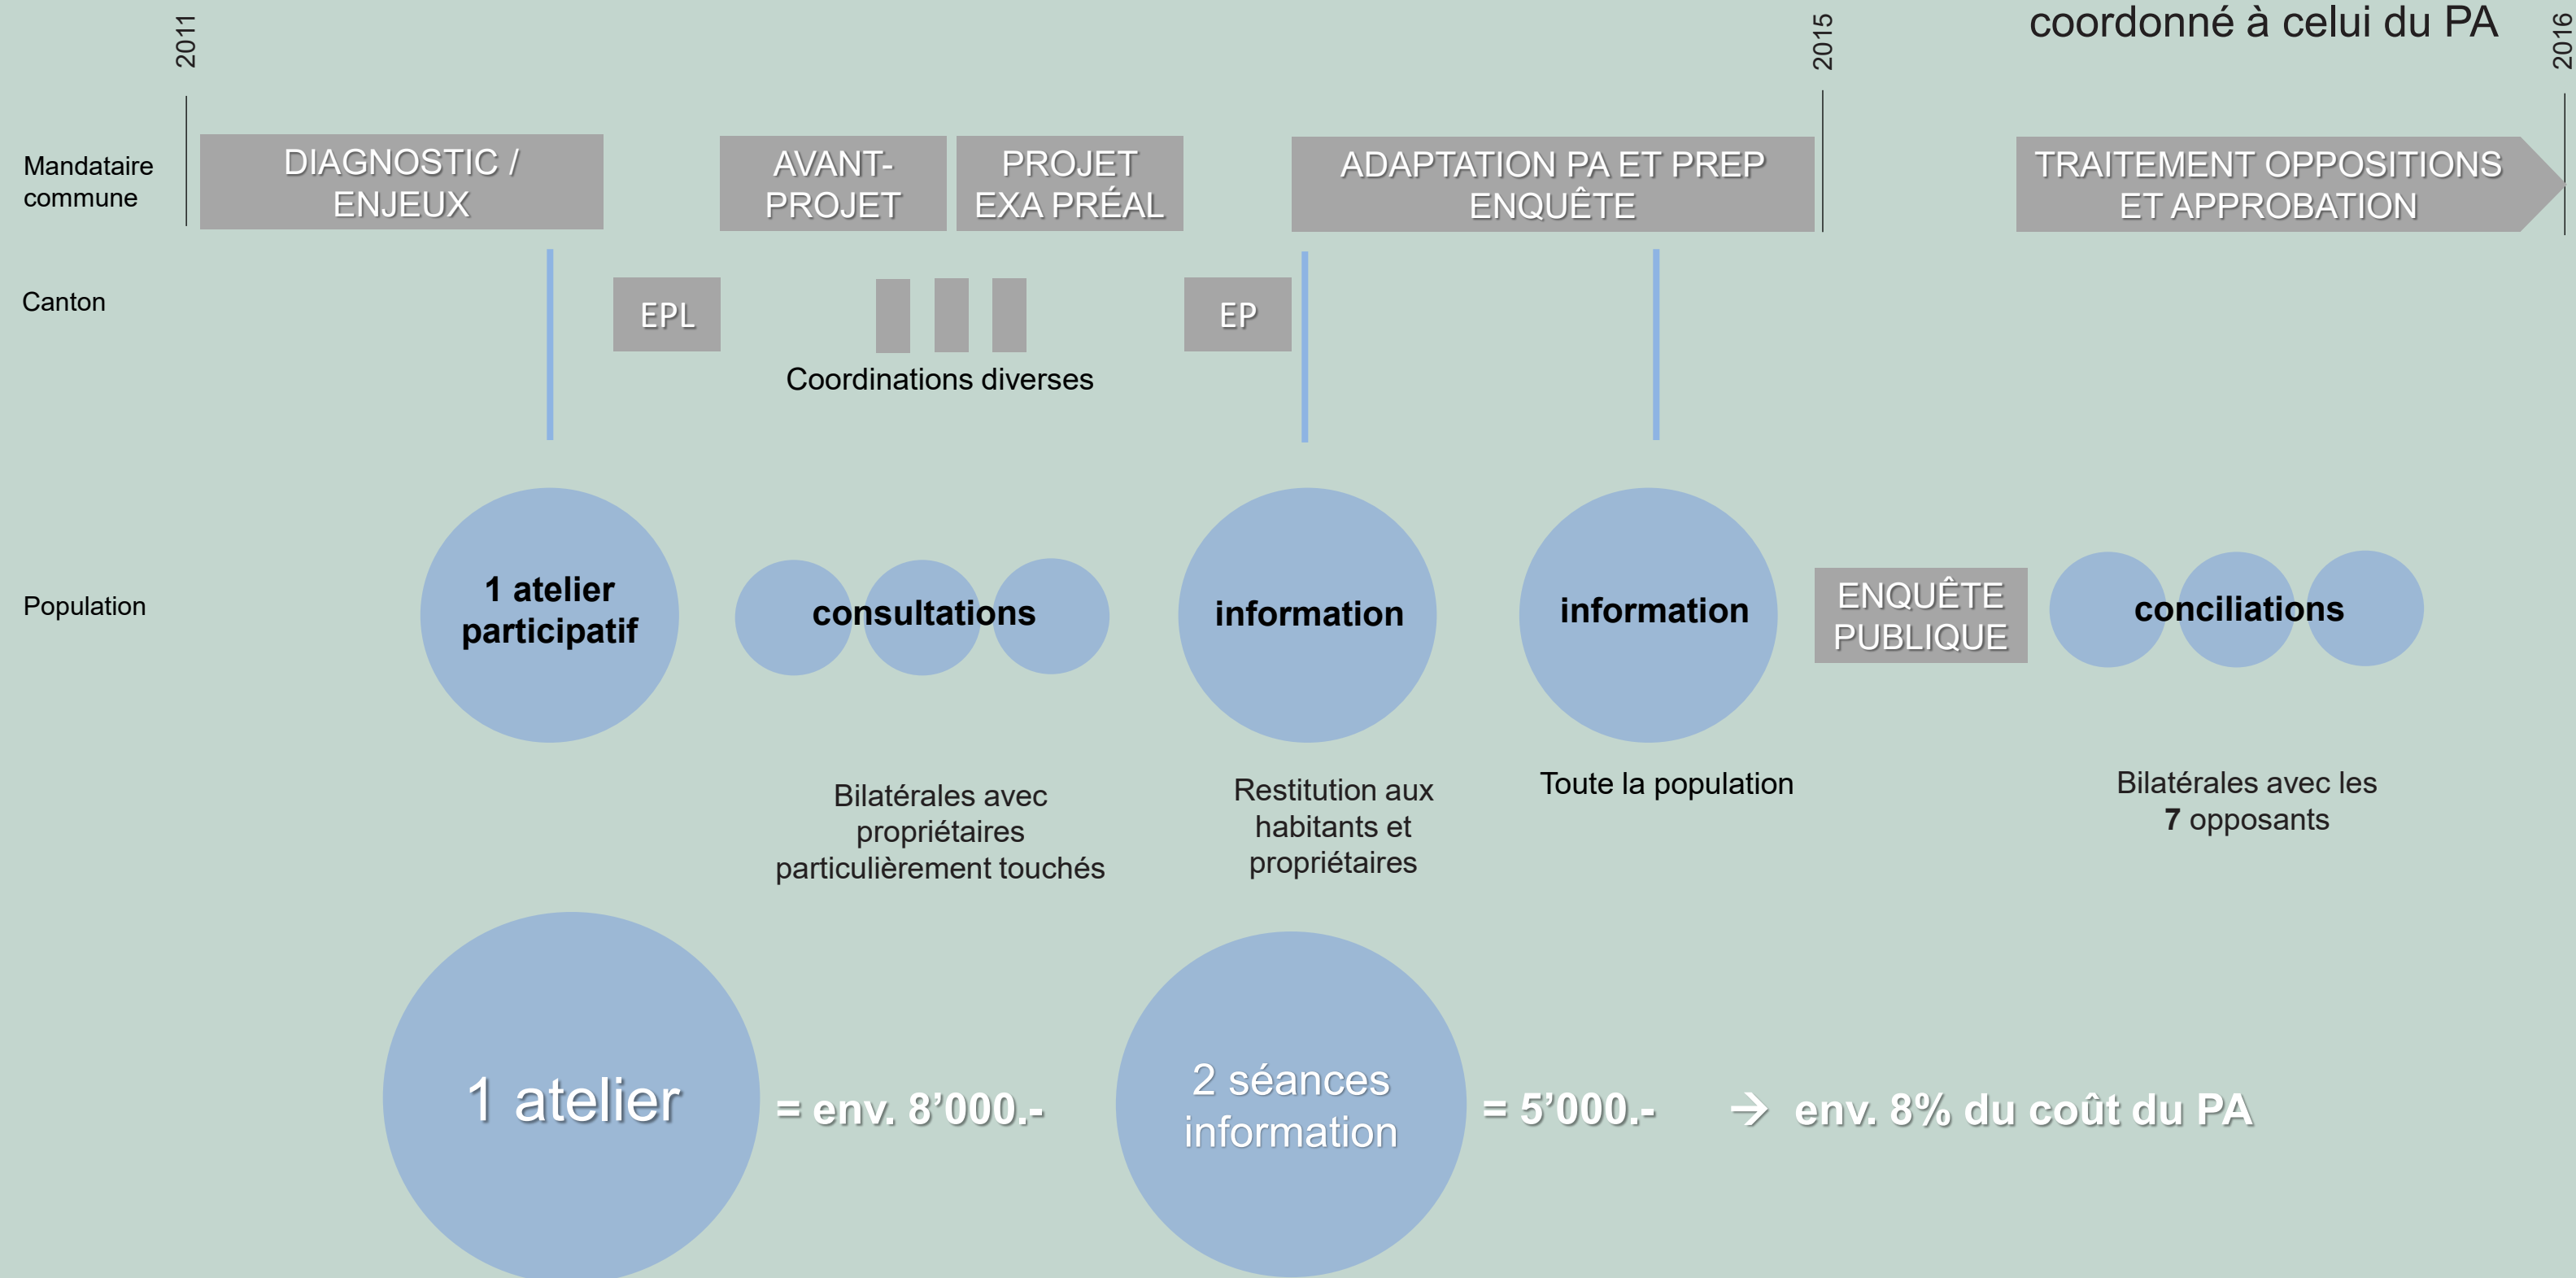 coordonné à celui du PA
2011
2015
2016
Mandataire
commune
DIAGNOSTIC /
ENJEUX
AVANT-
PROJET
PROJET
EXA PRÉAL
ADAPTATION PA ET PREP
ENQUÊTE
TRAITEMENT OPPOSITIONS
ET APPROBATION
Canton
EPL
EP
Coordinations diverses
Population
1 atelier
participatif
consultations
information
information
ENQUÊTE
PUBLIQUE
conciliations
Bilatérales avec
propriétaires
particulièrement touchés
Restitution aux
habitants et
propriétaires
Toute la population
Bilatérales avec les
7 opposants
1 atelier
= env. 8’000.-
2 séances
information
= 5’000.-
→ env. 8% du coût du PA